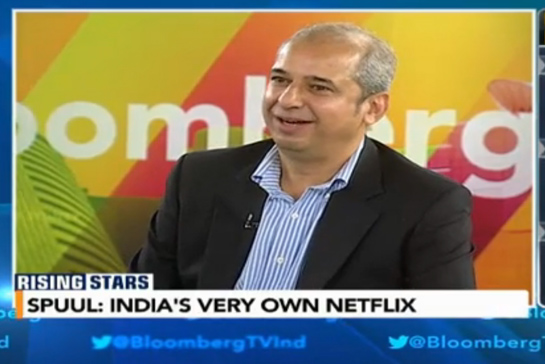 oomberg
RISING STARS
SPUUL: INDIA'S VERY OWN NETFLIX
@BloombergTVInd @BloombergTVInd